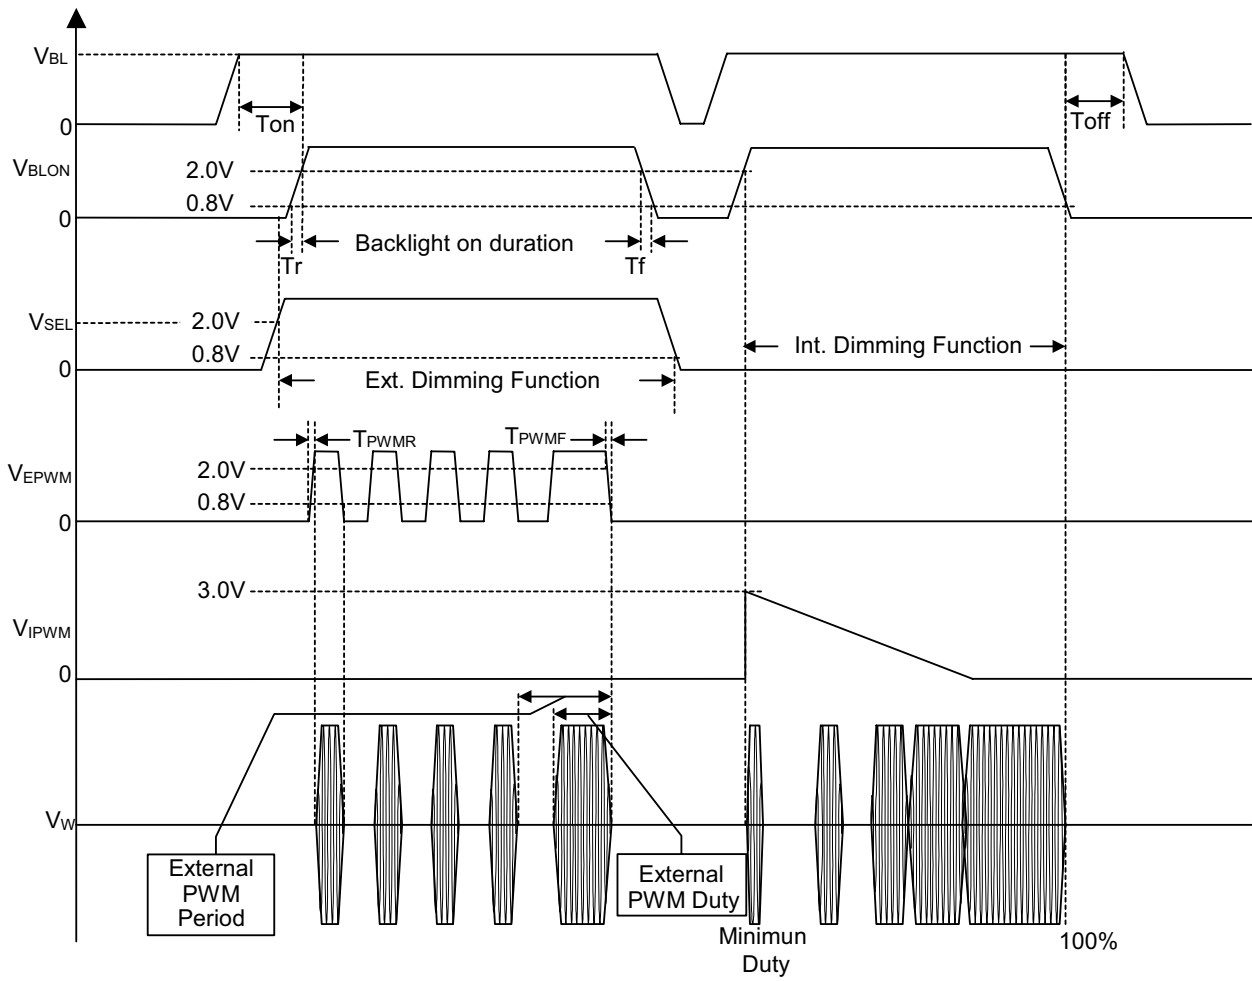 VBL
0
Ton
Toff
VBLON
2.0V
0.8V
0
Backlight on duration
Tr
Tf
VSEL
2.0V
0.8V
0
Int. Dimming Function
Ext. Dimming Function
TPWMR
TPWMF
VEPWM
2.0V
0.8V
0
3.0V
VIPWM
0
VW
External
PWM
Period
External
PWM Duty
Minimun
Duty
100%